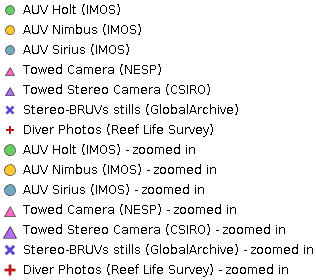 AUV Holt (IMOS)
AUV Nimbus (IMOS)
AUV Sirius (IMOS)
Towed Camera (NESP)
Towed Stereo Camera (CSIRO)
Stereo-BRUVs stills (GlobalArchive)
Diver Photos (Reef Life Survey)
AUV Holt (IMOS) - zoomed in
AUV Nimbus (IMOS) - zoomed in
AUV Sirius (IMOS) - zoomed in
Towed Camera (NESP) - zoomed in
Towed Stereo Camera (CSIRO) - zoomed in
Stereo-BRUVs stills (GlobalArchive) - zoomed in
Diver Photos (Reef Life Survey) - zoomed in